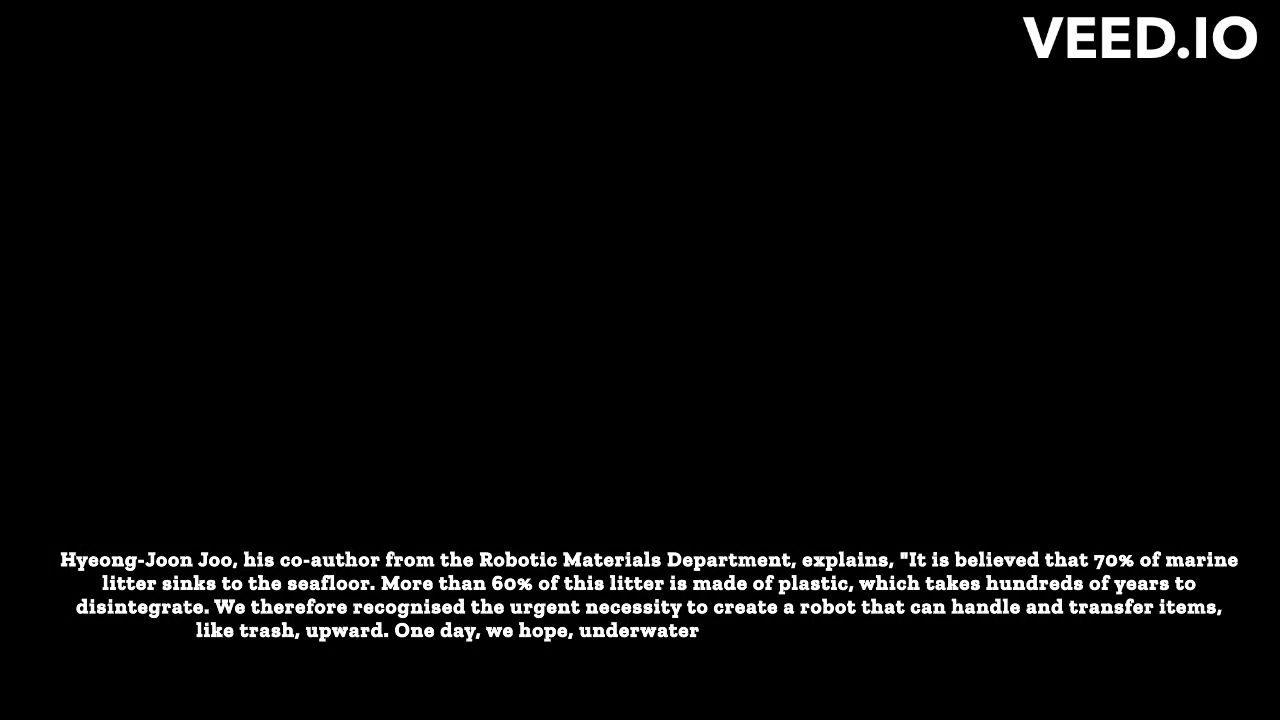 VEED.IO
Hyeong-Joon Joo, his co-author from the Robotic Materials Department, explains, "It is believed that 70% of marine
litter sinks to the seafloor. More than 60% of this litter is made of plastic, which takes hundreds of years to
disintegrate. We therefore recognised the urgent necessity to create a robot that can handle and transfer items,
like trash, upward. One day, we hope, underwater